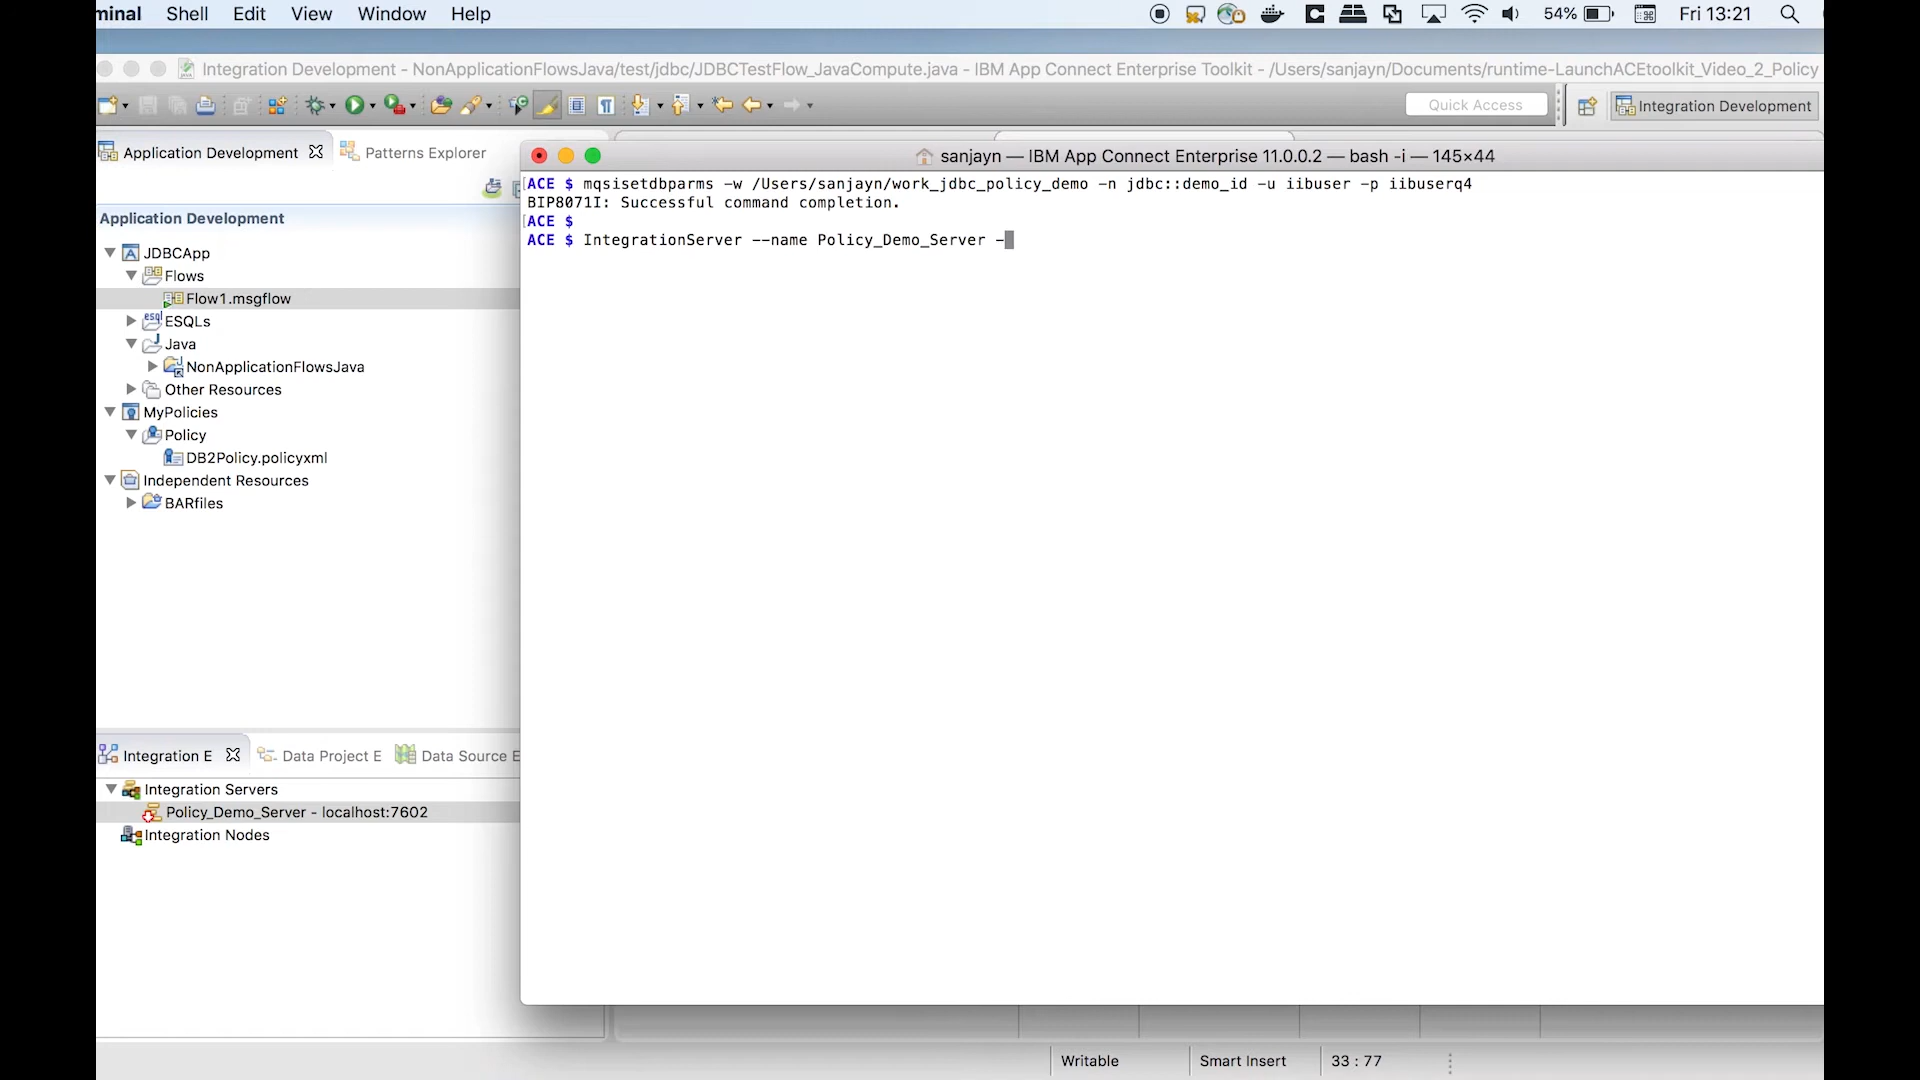 minal Shell Edit View Window Help 54% Fri 13:21
Integration Development - NonApplicationFlowsJava/test/jdbc/JDBCTestFlow_JavaCompute.java - IBM App Connect Enterprise Toolkit - /Users/sanjayn/Documents/runtime-LaunchACEtoolkit_Video_2_Policy
Quick Access Integration Development
Application Development Patterns Explorer
sanjayn — IBM App Connect Enterprise 11.0.0.2 — bash -i — 145×44
ACE $ mqsisetdbparms -w /Users/sanjayn/work_jdbc_policy_demo -n jdbc::demo_id -u iibuser -p iibuserq4
BIP8071I: Successful command completion.
ACE $
ACE $ IntegrationServer --name Policy_Demo_Server -
Application Development
JDBCApp
Flows
Flow1.msgflow
ESQLs
Java
NonApplicationFlowsJava
Other Resources
MyPolicies
Policy
DB2Policy.policyxml
Independent Resources
BARfiles
Integration E Data Project E Data Source E
Integration Servers
Policy_Demo_Server - localhost:7602
Integration Nodes
Writable Smart Insert 33 : 77